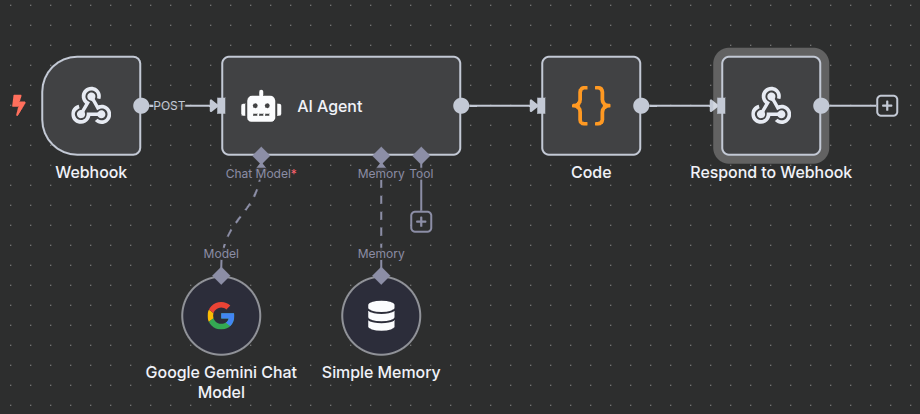 POST
AI Agent
Webhook
Chat Model*
Memory
Tool
Code
Respond to Webhook
Model
Memory
Google Gemini Chat
Model
Simple Memory